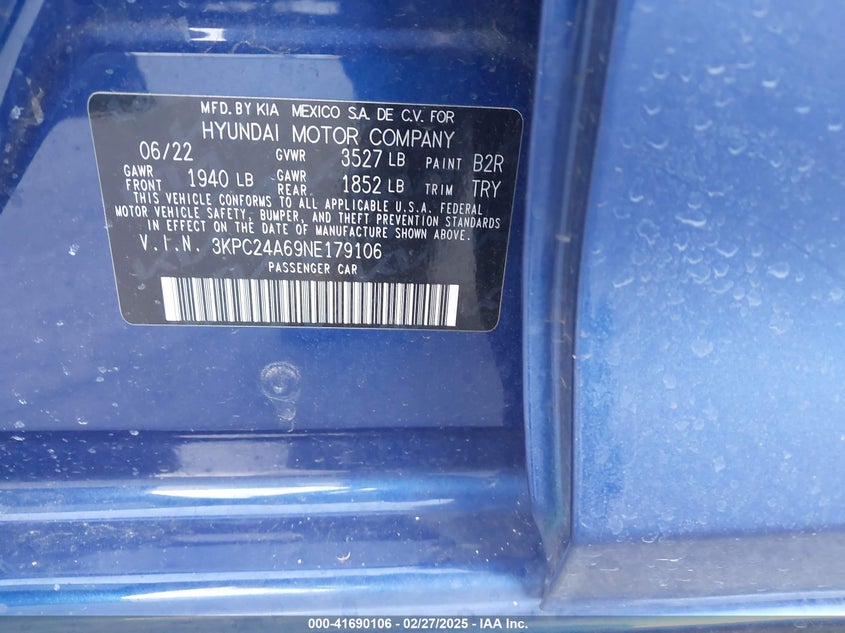 MFD. BY KIA MEXICO S.A. DE C.V. FOR
HYUNDAI MOTOR COMPANY
06/22 GVWR 3527 LB PAINT B2R
GAWR FRONT 1940 LB GAWR REAR 1852 LB TRIM TRY
THIS VEHICLE CONFORMS TO ALL APPLICABLE U.S.A. FEDERAL
MOTOR VEHICLE SAFETY, BUMPER, AND THEFT PREVENTION STANDARDS
IN EFFECT ON THE DATE OF MANUFACTURE SHOWN ABOVE.
V.I.N. 3KPC24A69NE179106
PASSENGER CAR
000-41690106 - 02/27/2025 - IAA Inc.